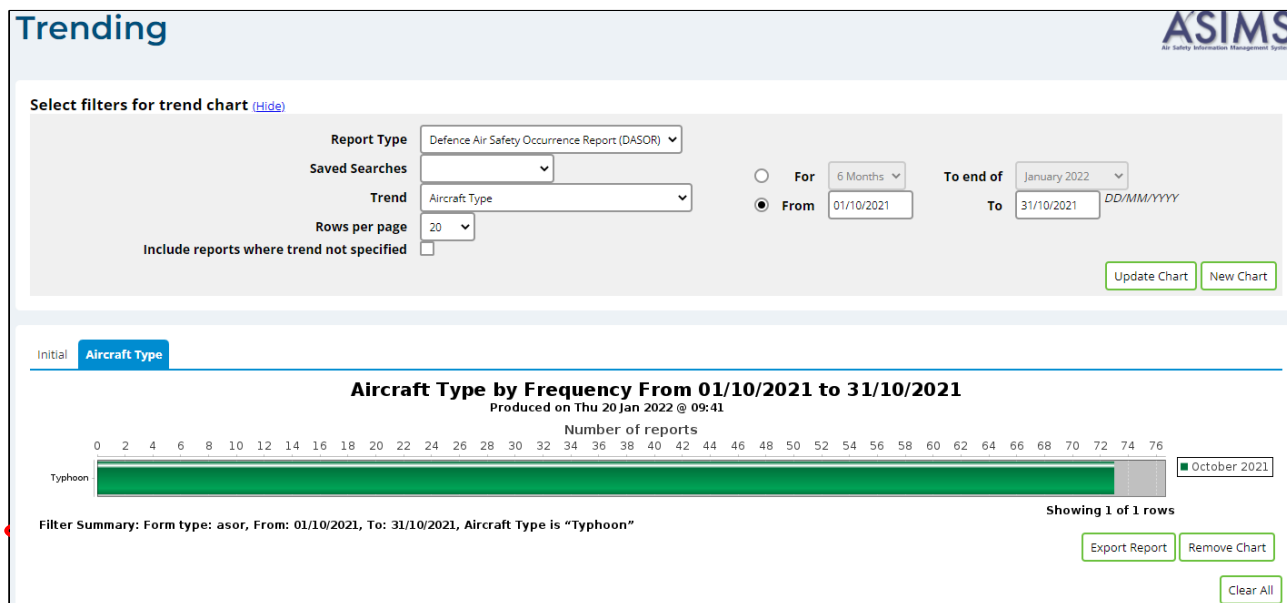 Trending
ASIMS
Air Safety Information Management System
Select filters for trend chart (Hide)
Report Type Defence Air Safety Occurrence Report (DASOR)
Saved Searches
For 6 Months To end of January 2022
Trend Aircraft Type
From 01/10/2021 To 31/10/2021 DD/MM/YYYY
Rows per page 20
Include reports where trend not specified
Update Chart New Chart
Initial Aircraft Type
Aircraft Type by Frequency From 01/10/2021 to 31/10/2021
Produced on Thu 20 Jan 2022 @ 09:41
Number of reports
0 2 4 6 8 10 12 14 16 18 20 22 24 26 28 30 32 34 36 38 40 42 44 46 48 50 52 54 56 58 60 62 64 66 68 70 72 74 76
Typhoon
October 2021
Showing 1 of 1 rows
Filter Summary: Form type: asor, From: 01/10/2021, To: 31/10/2021, Aircraft Type is “Typhoon”
Export Report Remove Chart
Clear All